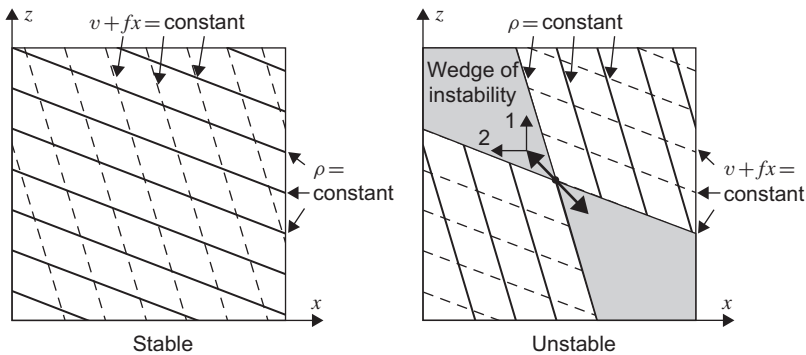 z
v + fx = constant
ρ =
constant
x
Stable
z
ρ = constant
Wedge of
instability
1
2
v + fx =
constant
x
Unstable